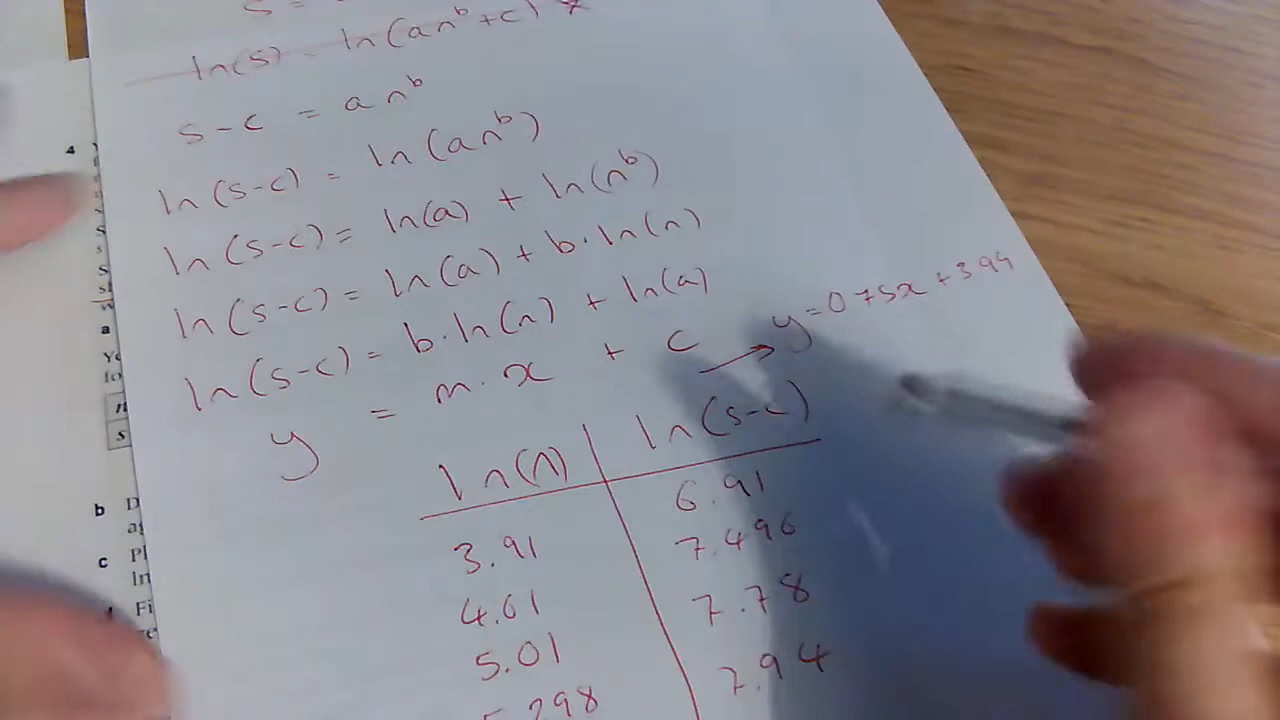 s =
ln(s) = ln(an^b + c) *
s - c = an^b
ln(s-c) = ln(an^b)
ln(s-c) = ln(a) + ln(n^b)
ln(s-c) = ln(a) + b·ln(n)
ln(s-c) = b·ln(n) + ln(a)
y = m·x + c → y = 0.75x + 3.94
ln(n) ln(s-c)
3.91 6.91
4.61 7.496
5.01 7.78
5.298 7.94
4
a
n
s
b
c